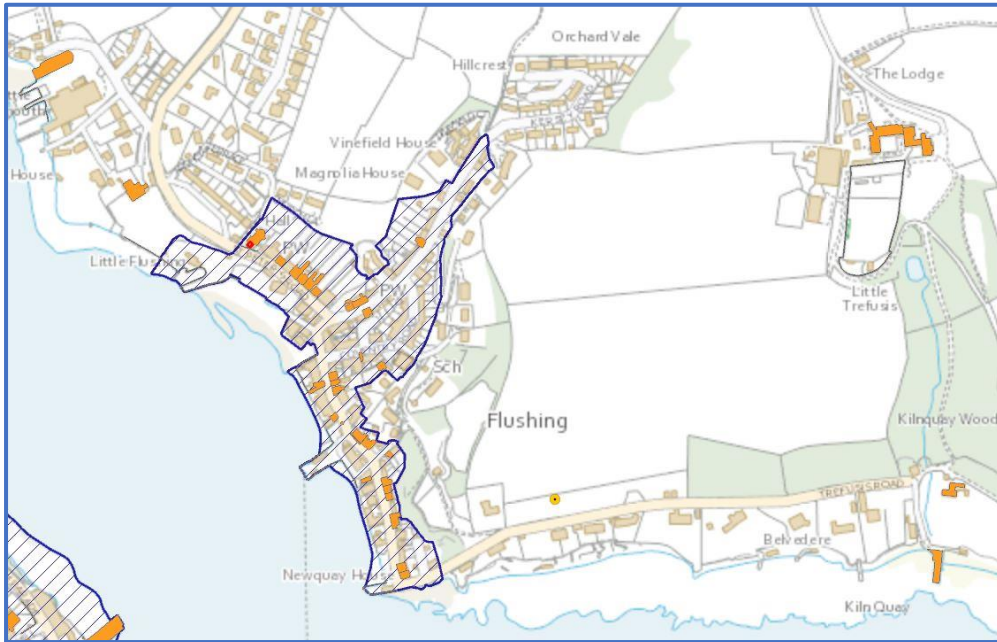 Orchard Vale
Hillcrest
The Lodge
Vinefield House
Magnolia House
House
Hall
PW
Little Flushing
PW
Little
Trefusis
Sch
Flushing
Kilnquay Wood
TREFUSIS ROAD
Belvedere
Newquay House
Kiln Quay